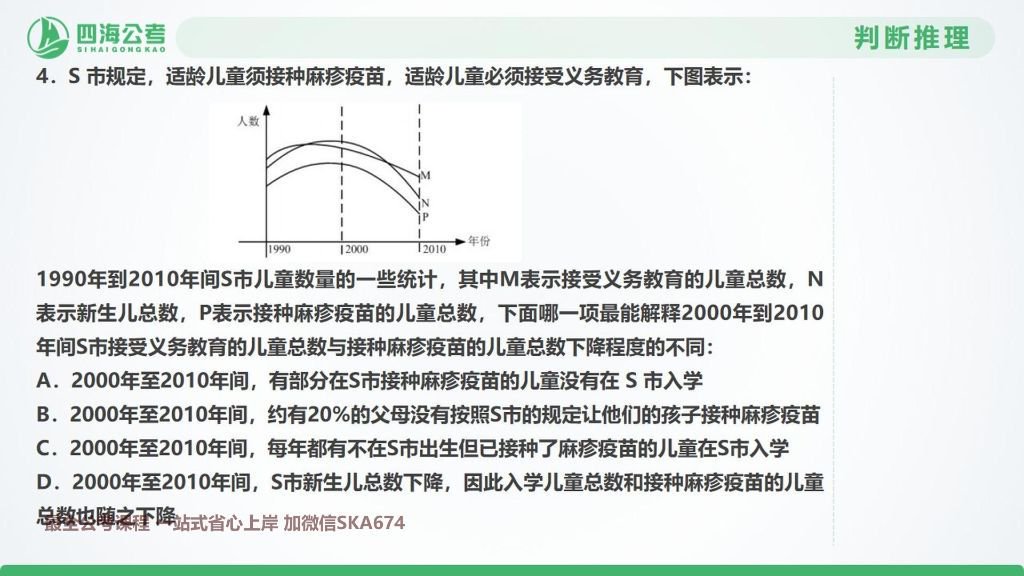 四海公考
SIHAIGONGKAO
判断推理
4．S 市规定，适龄儿童须接种麻疹疫苗，适龄儿童必须接受义务教育，下图表示：
人数
M
N
P
1990
2000
2010
年份
1990年到2010年间S市儿童数量的一些统计，其中M表示接受义务教育的儿童总数，N
表示新生儿总数，P表示接种麻疹疫苗的儿童总数，下面哪一项最能解释2000年到2010
年间S市接受义务教育的儿童总数与接种麻疹疫苗的儿童总数下降程度的不同：
A．2000年至2010年间，有部分在S市接种麻疹疫苗的儿童没有在 S 市入学
B．2000年至2010年间，约有20%的父母没有按照S市的规定让他们的孩子接种麻疹疫苗
C．2000年至2010年间，每年都有不在S市出生但已接种了麻疹疫苗的儿童在S市入学
D．2000年至2010年间，S市新生儿总数下降，因此入学儿童总数和接种麻疹疫苗的儿童
总数也随之下降
最全公考课程 一站式省心上岸 加微信SKA674